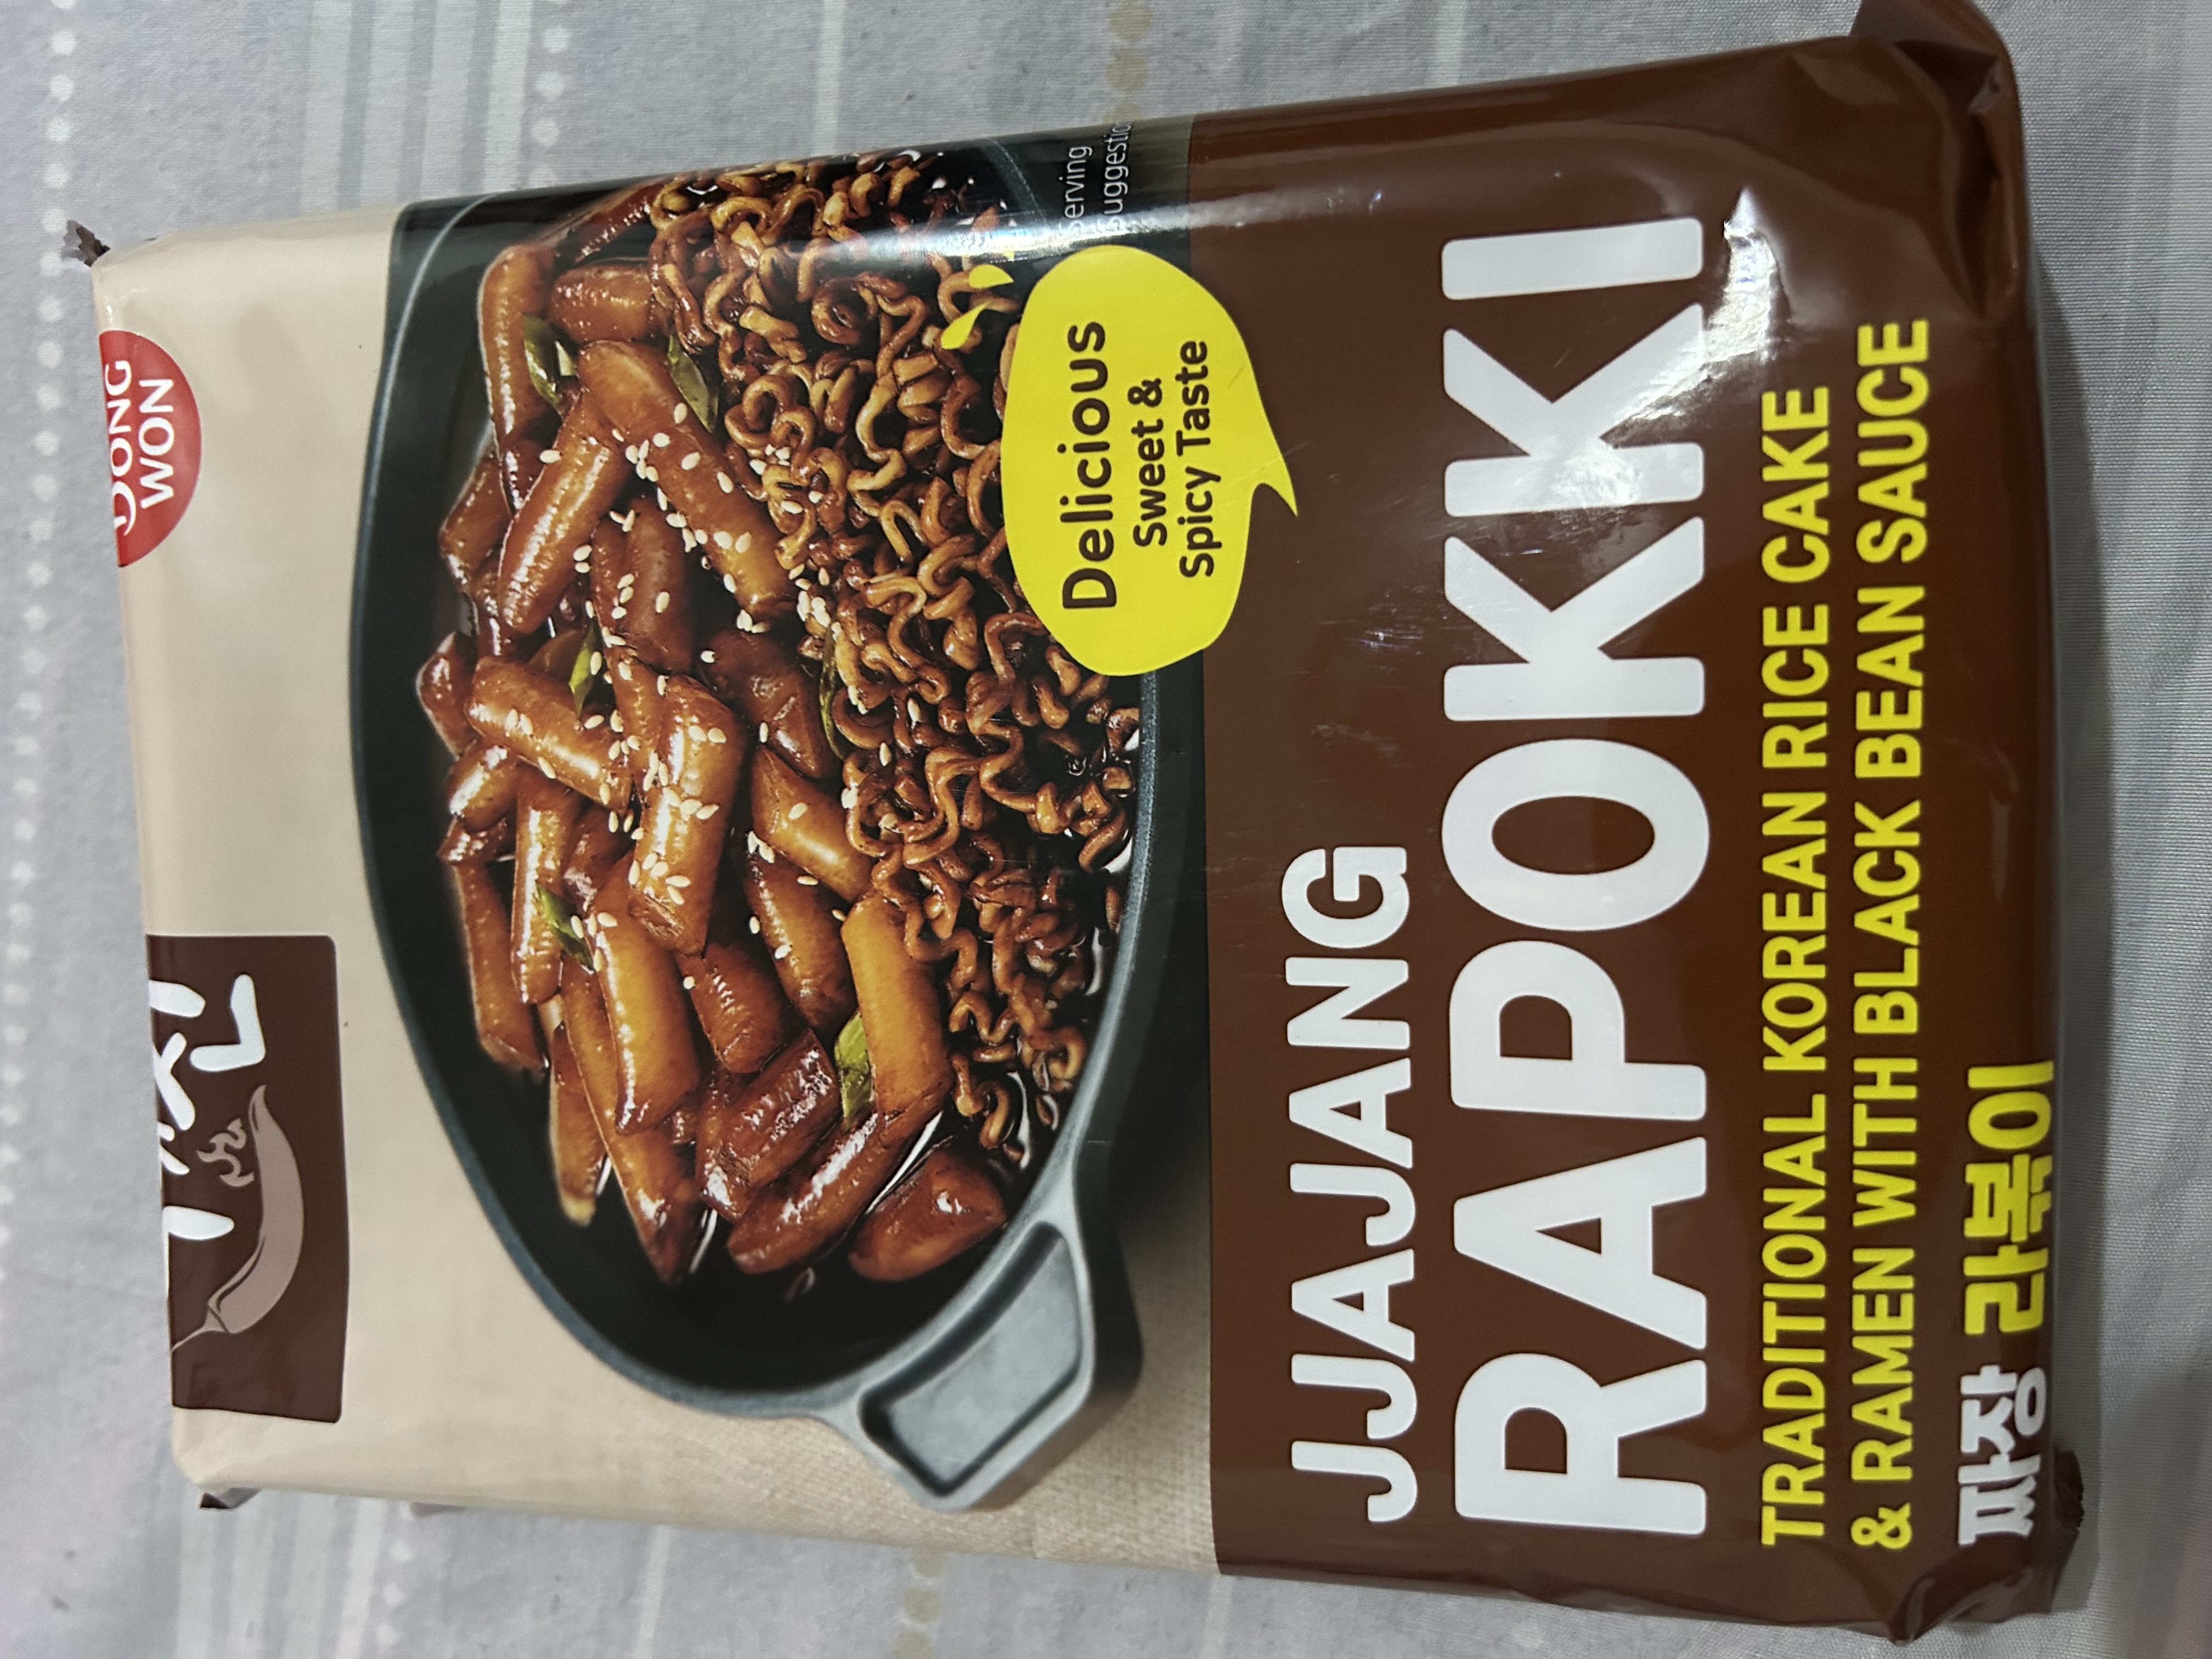 DONG
WON
Serving
Suggestion
Delicious
Sweet &
Spicy Taste
JJAJANG
RAPOKKI
TRADITIONAL KOREAN RICE CAKE
& RAMEN WITH BLACK BEAN SAUCE
짜장 라볶이